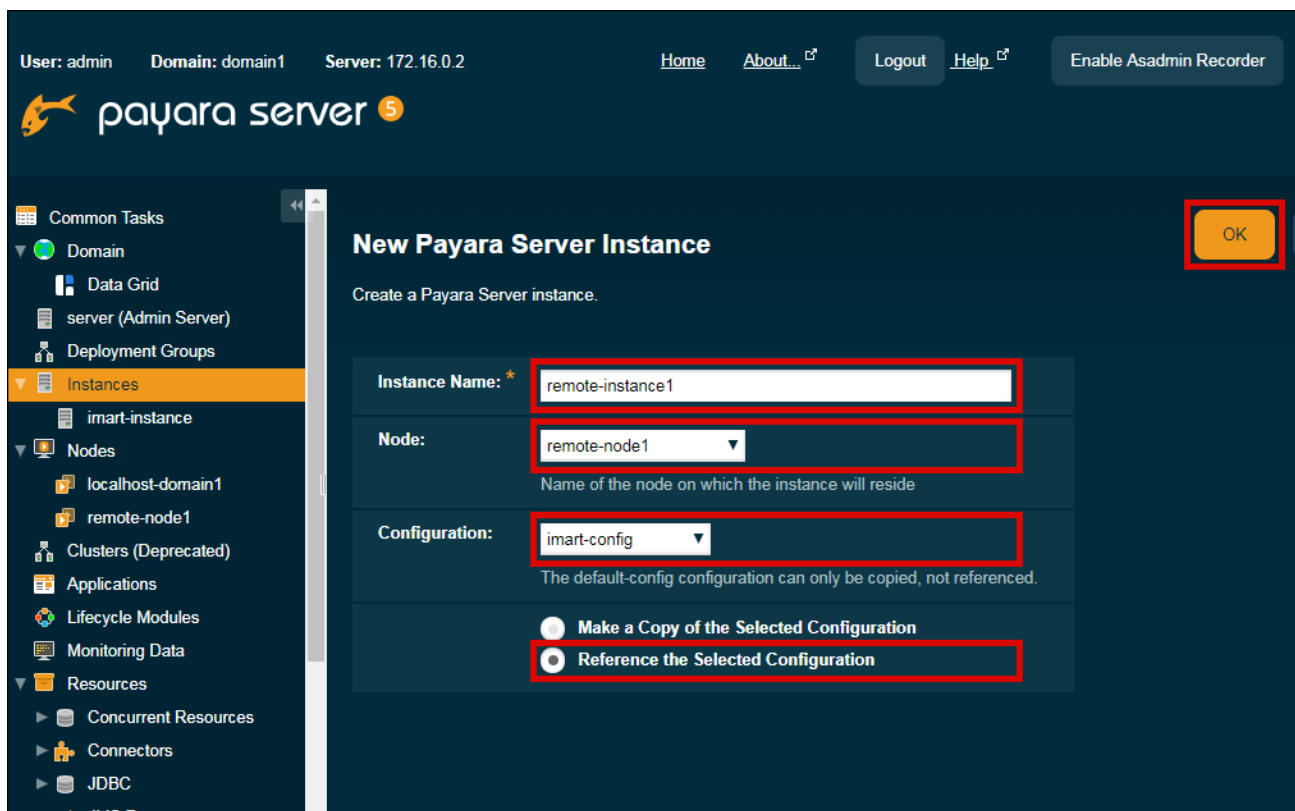 User: admin Domain: domain1 Server: 172.16.0.2 Home About... Logout Help Enable Asadmin Recorder
payara server 5
Common Tasks
Domain
Data Grid
server (Admin Server)
Deployment Groups
Instances
imart-instance
Nodes
localhost-domain1
remote-node1
Clusters (Deprecated)
Applications
Lifecycle Modules
Monitoring Data
Resources
Concurrent Resources
Connectors
JDBC
New Payara Server Instance
OK
Create a Payara Server instance.
Instance Name: * remote-instance1
Node: remote-node1
Name of the node on which the instance will reside
Configuration: imart-config
The default-config configuration can only be copied, not referenced.
Make a Copy of the Selected Configuration
Reference the Selected Configuration